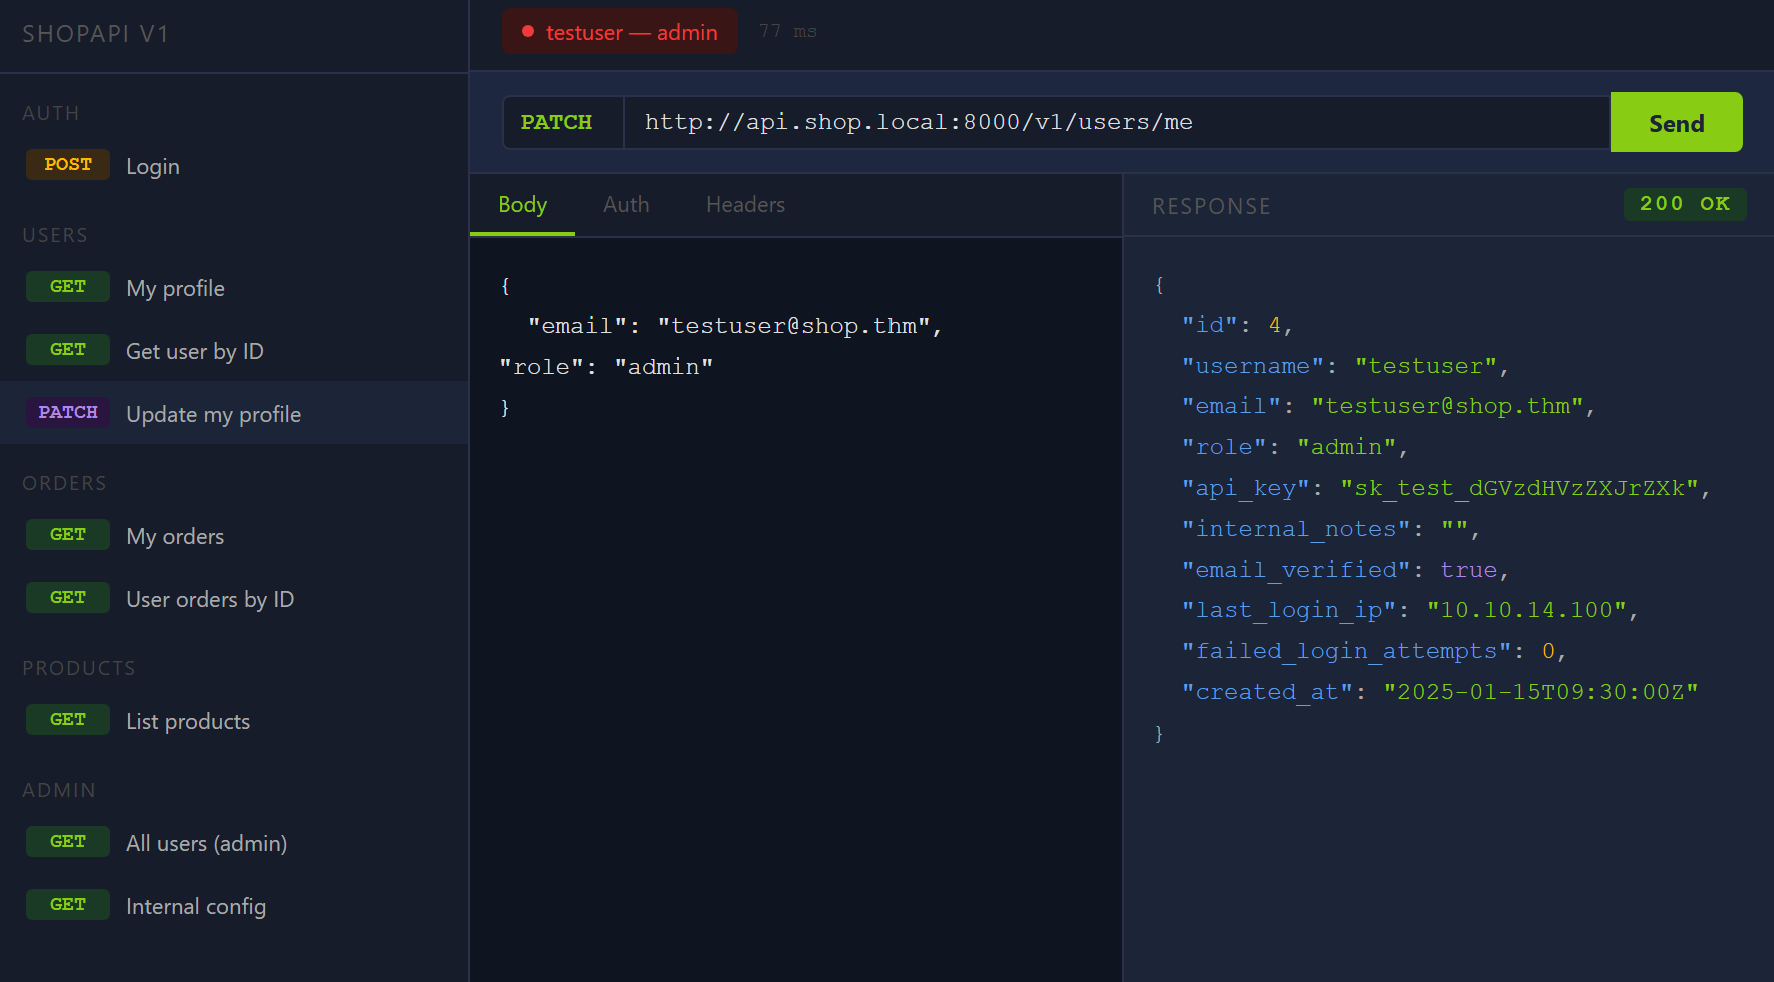 SHOPAPI V1
AUTH
POST Login
USERS
GET My profile
GET Get user by ID
PATCH Update my profile
ORDERS
GET My orders
GET User orders by ID
PRODUCTS
GET List products
ADMIN
GET All users (admin)
GET Internal config
testuser — admin 77 ms
PATCH http://api.shop.local:8000/v1/users/me Send
Body Auth Headers
{
"email": "testuser@shop.thm",
"role": "admin"
}
RESPONSE 200 OK
{
"id": 4,
"username": "testuser",
"email": "testuser@shop.thm",
"role": "admin",
"api_key": "sk_test_dGVzdHVzZXJrZXk",
"internal_notes": "",
"email_verified": true,
"last_login_ip": "10.10.14.100",
"failed_login_attempts": 0,
"created_at": "2025-01-15T09:30:00Z"
}